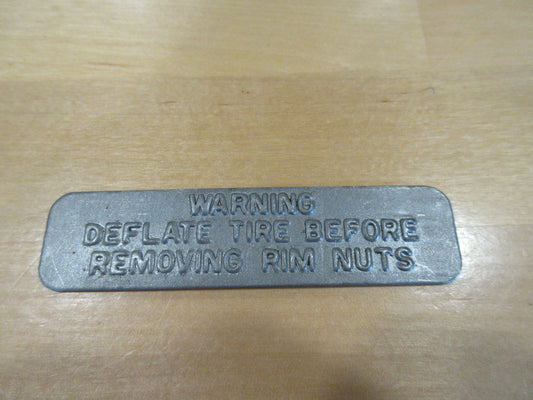 WARNING
DEFLATE TIRE BEFORE
REMOVING RIM NUTS